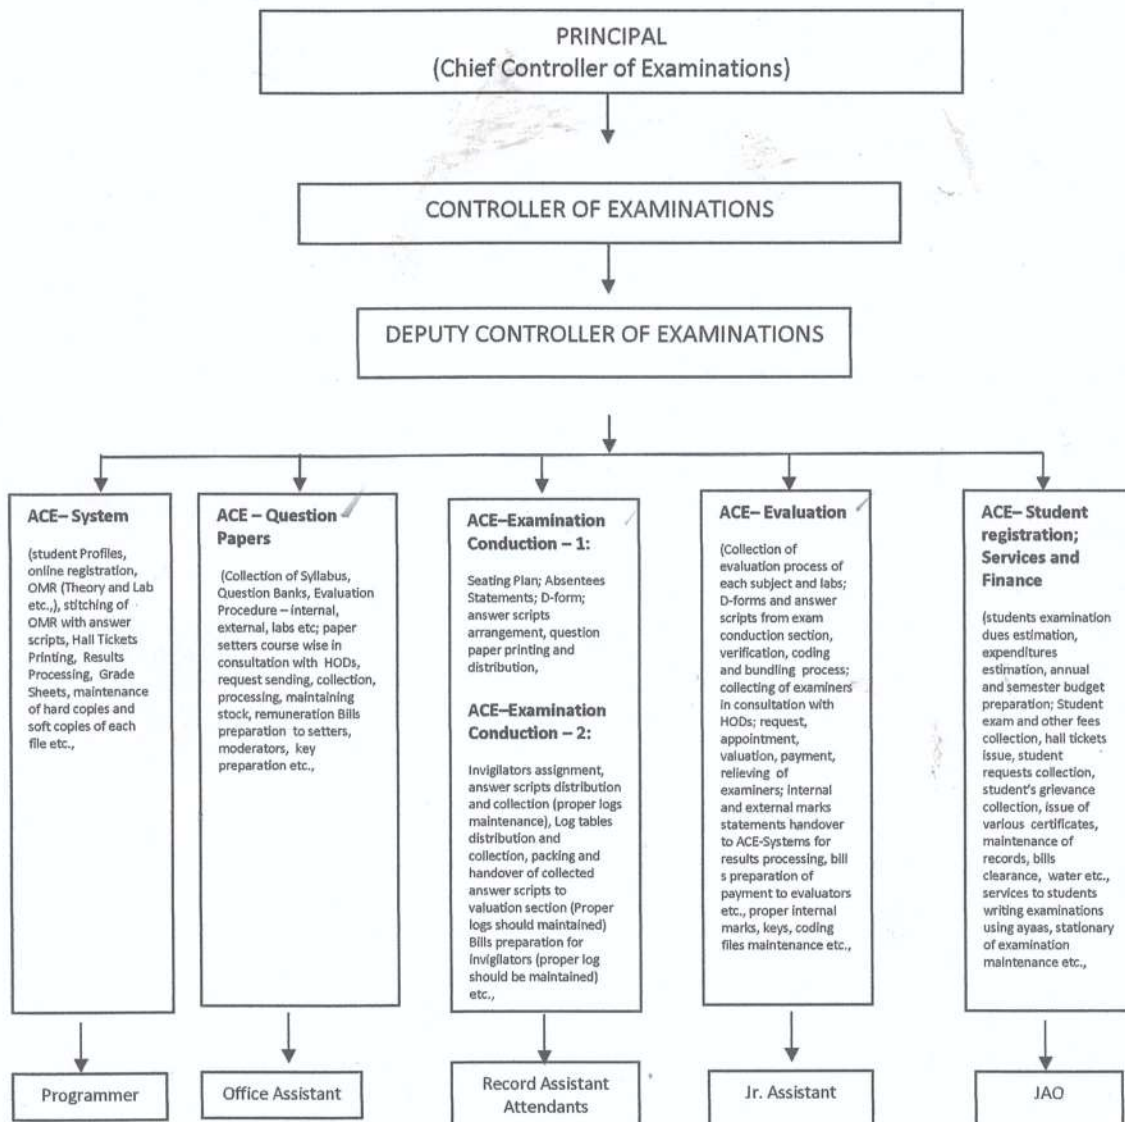 PRINCIPAL
(Chief Controller of Examinations)
CONTROLLER OF EXAMINATIONS
DEPUTY CONTROLLER OF EXAMINATIONS
ACE– System
(student Profiles,
online registration,
OMR (Theory and Lab
etc.,), stitching of
OMR with answer
scripts, Hall Tickets
Printing, Results
Processing, Grade
Sheets, maintenance
of hard copies and
soft copies of each
file etc.,
ACE – Question
Papers
(Collection of Syllabus,
Question Banks, Evaluation
Procedure – internal,
external, labs etc; paper
setters course wise in
consultation with HODs,
request sending, collection,
processing, maintaining
stock, remuneration Bills
preparation to setters,
moderators, key
preparation etc.,
ACE–Examination
Conduction – 1:
Seating Plan; Absentees
Statements; D-form;
answer scripts
arrangement, question
paper printing and
distribution,
ACE–Examination
Conduction – 2:
Invigilators assignment,
answer scripts distribution
and collection (proper logs
maintenance), Log tables
distribution and
collection, packing and
handover of collected
answer scripts to
valuation section (Proper
logs should maintained)
Bills preparation for
invigilators (proper log
should be maintained)
etc.,
ACE– Evaluation
(Collection of
evaluation process of
each subject and labs;
D-forms and answer
scripts from exam
conduction section,
verification, coding
and bundling process;
collecting of examiners
in consultation with
HODs; request,
appointment,
valuation, payment,
relieving of
examiners; internal
and external marks
statements handover
to ACE-Systems for
results processing, bill
s preparation of
payment to evaluators
etc., proper internal
marks, keys, coding
files maintenance etc.,
ACE– Student
registration;
Services and
Finance
(students examination
dues estimation,
expenditures
estimation, annual
and semester budget
preparation; Student
exam and other fees
collection, hall tickets
issue, student
requests collection,
student's grievance
collection, issue of
various certificates,
maintenance of
records, bills
clearance, water etc.,
services to students
writing examinations
using ayaas, stationary
of examination
maintenance etc.,
Programmer
Office Assistant
Record Assistant
Attendants
Jr. Assistant
JAO